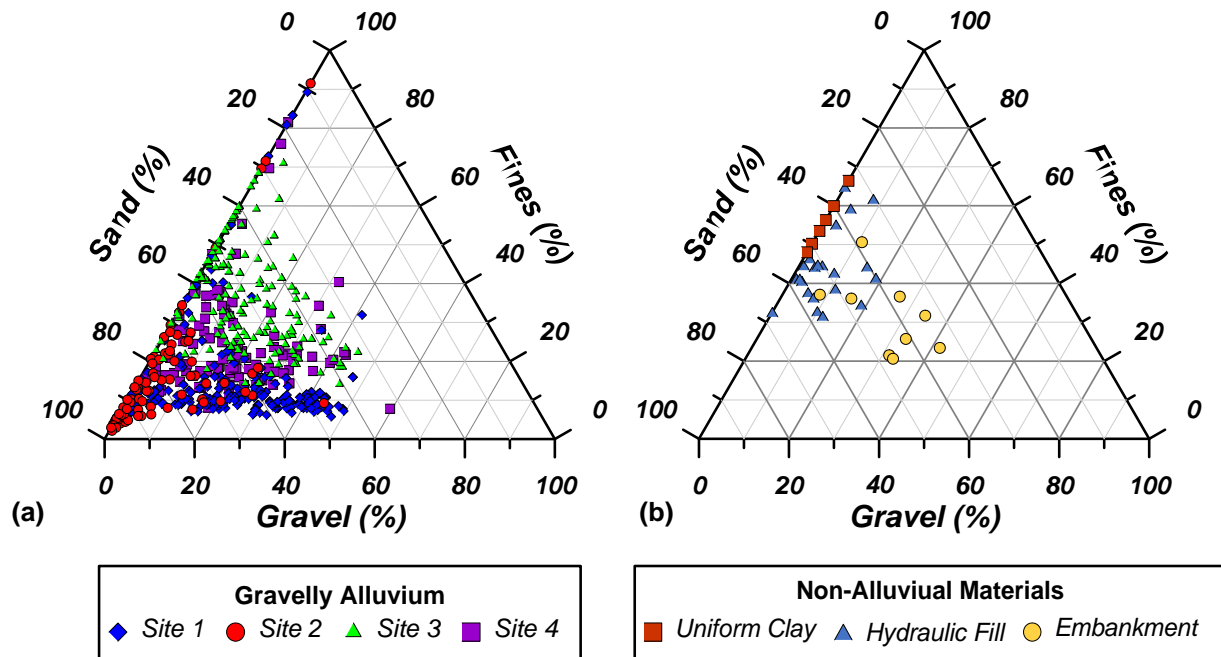 0 100
20 80
40 60
60 40
80 20
100 0
Sand (%)
Fines (%)
0 20 40 60 80 100
Gravel (%)
(a)
0 100
20 80
40 60
60 40
80 20
100 0
Sand (%)
Fines (%)
0 20 40 60 80 100
Gravel (%)
(b)
Gravelly Alluvium
Site 1 Site 2 Site 3 Site 4
Non-Alluviual Materials
Uniform Clay Hydraulic Fill Embankment